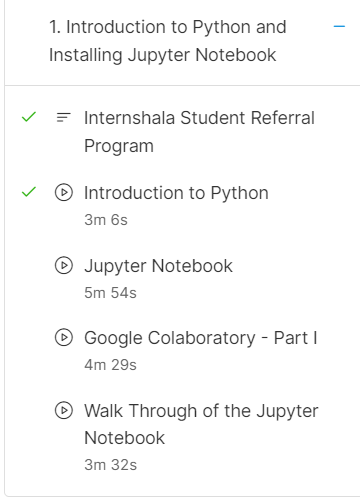 1. Introduction to Python and
Installing Jupyter Notebook
Internshala Student Referral
Program
Introduction to Python
3m 6s
Jupyter Notebook
5m 54s
Google Colaboratory - Part I
4m 29s
Walk Through of the Jupyter
Notebook
3m 32s